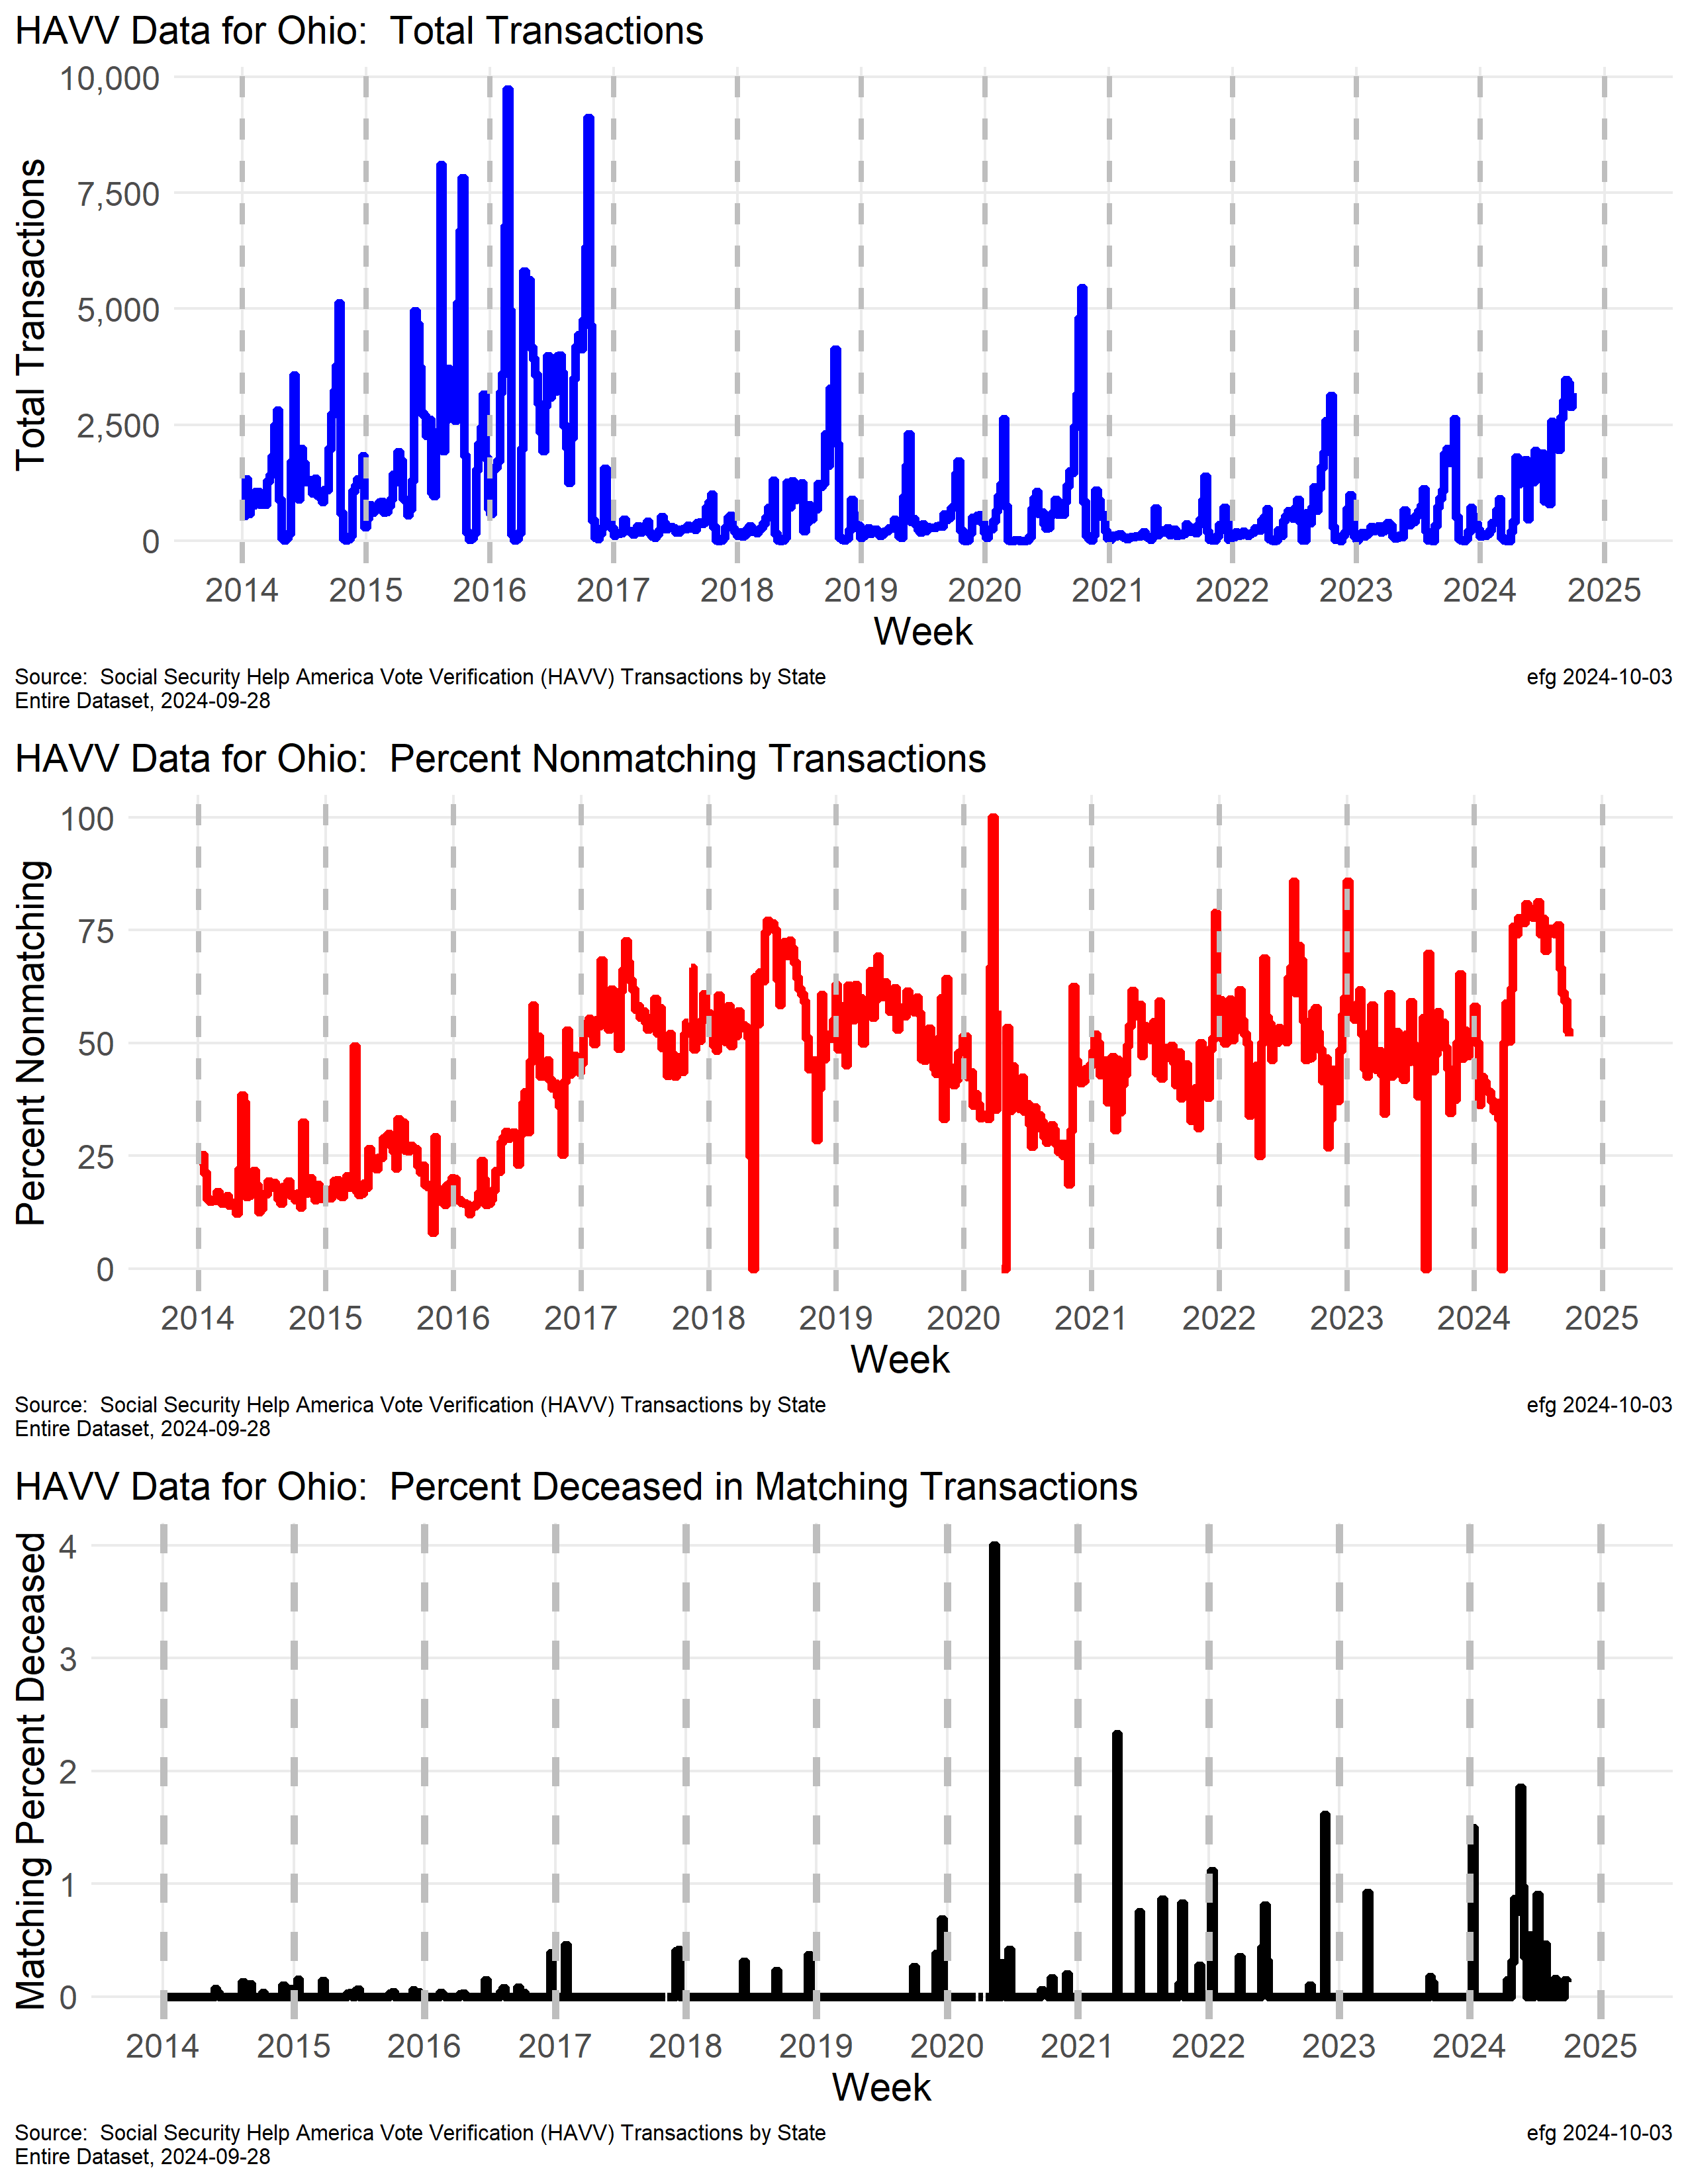 HAVV Data for Ohio:  Total Transactions
Total Transactions
10,000
7,500
5,000
2,500
0
2014 2015 2016 2017 2018 2019 2020 2021 2022 2023 2024 2025
Week
Source:  Social Security Help America Vote Verification (HAVV) Transactions by State
Entire Dataset, 2024-09-28
efg 2024-10-03
HAVV Data for Ohio:  Percent Nonmatching Transactions
Percent Nonmatching
100
75
50
25
0
2014 2015 2016 2017 2018 2019 2020 2021 2022 2023 2024 2025
Week
Source:  Social Security Help America Vote Verification (HAVV) Transactions by State
Entire Dataset, 2024-09-28
efg 2024-10-03
HAVV Data for Ohio:  Percent Deceased in Matching Transactions
Matching Percent Deceased
4
3
2
1
0
2014 2015 2016 2017 2018 2019 2020 2021 2022 2023 2024 2025
Week
Source:  Social Security Help America Vote Verification (HAVV) Transactions by State
Entire Dataset, 2024-09-28
efg 2024-10-03